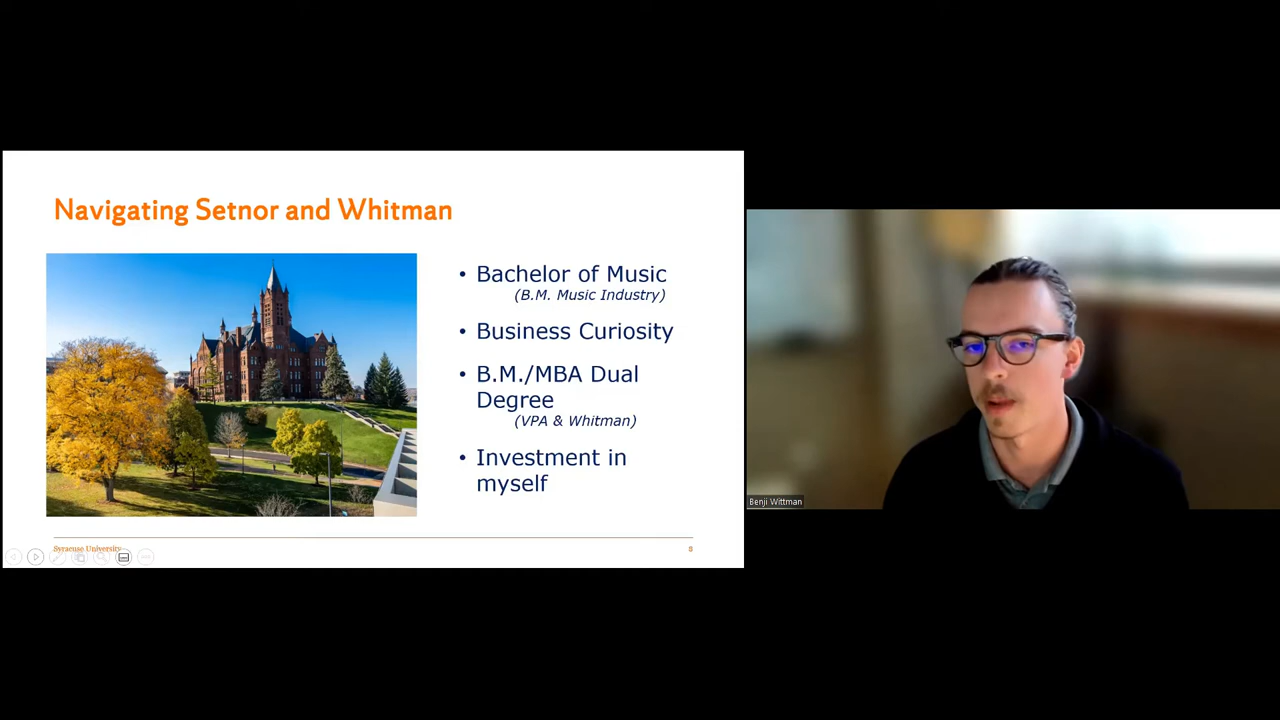 Navigating Setnor and Whitman
• Bachelor of Music
(B.M. Music Industry)
• Business Curiosity
• B.M./MBA Dual
Degree
(VPA & Whitman)
• Investment in
myself
Syracuse University
8
Benji Wittman